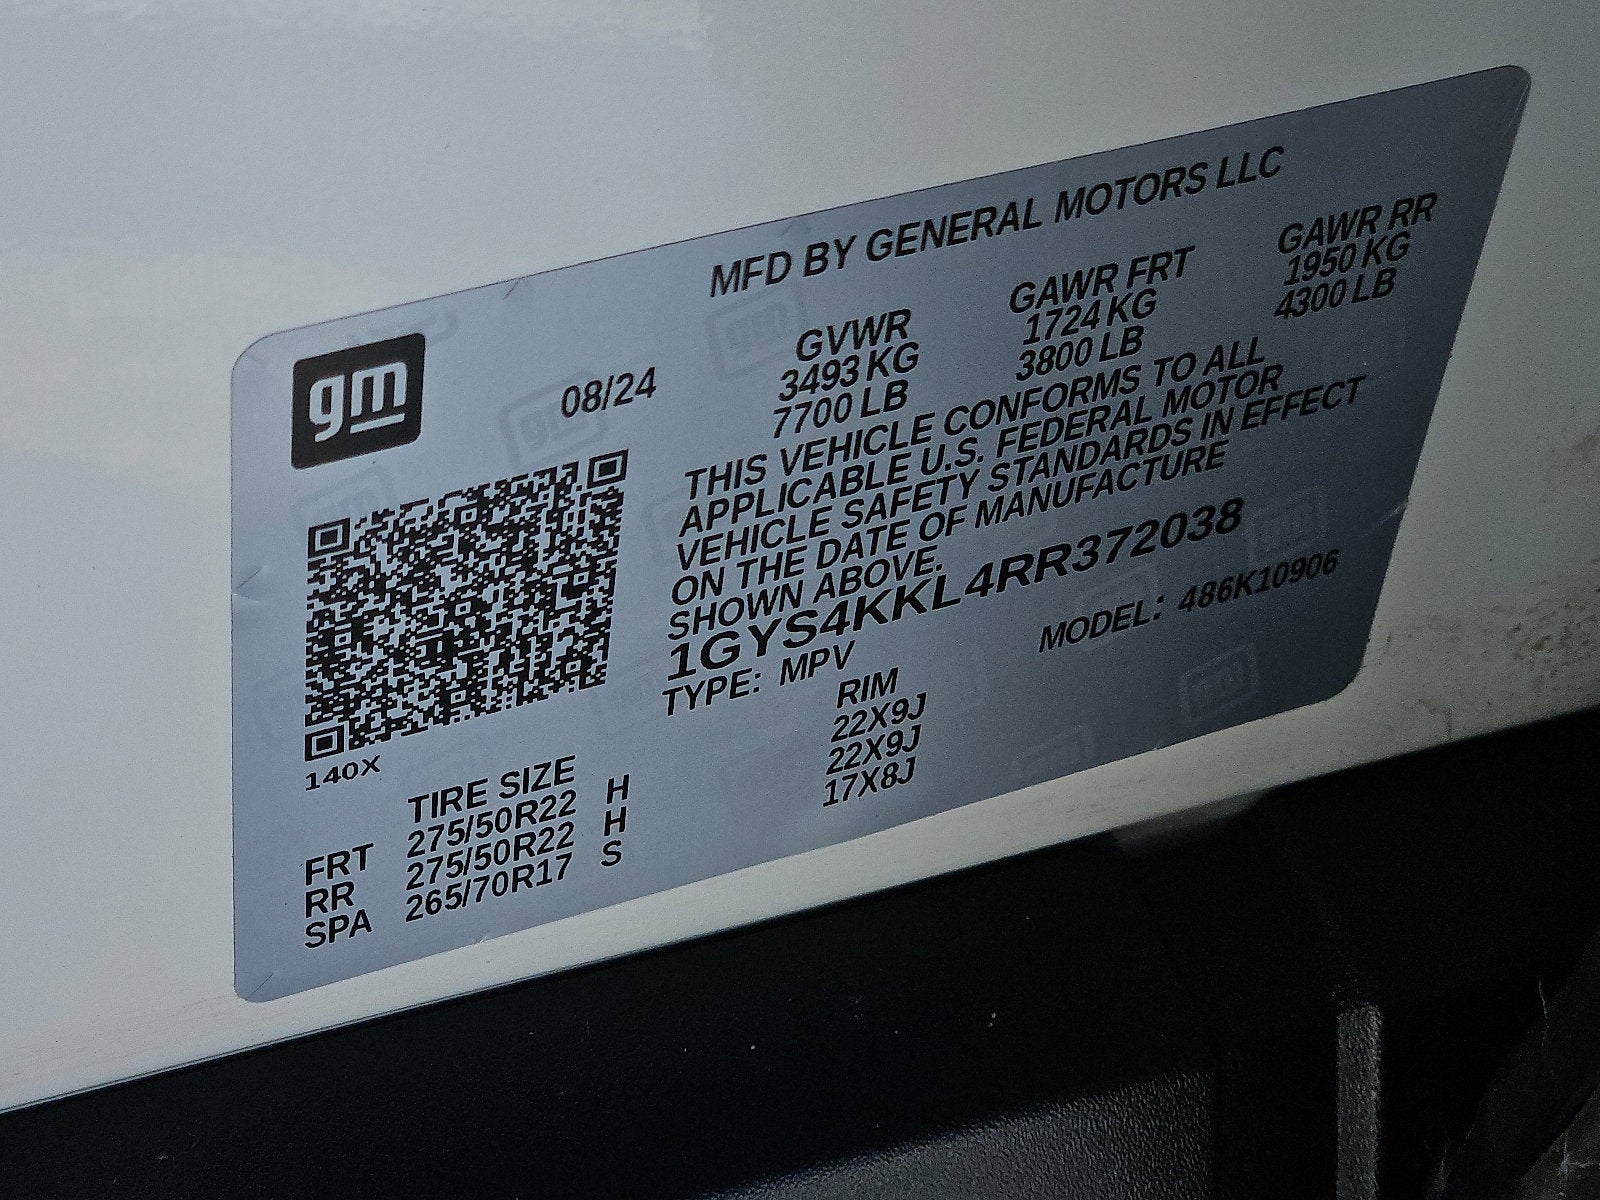 MFD BY GENERAL MOTORS LLC
gm
08/24
GVWR GAWR FRT GAWR RR
3493 KG 1724 KG 1950 KG
7700 LB 3800 LB 4300 LB
THIS VEHICLE CONFORMS TO ALL
APPLICABLE U.S. FEDERAL MOTOR
VEHICLE SAFETY STANDARDS IN EFFECT
ON THE DATE OF MANUFACTURE
SHOWN ABOVE.
1GYS4KKL4RR372038
TYPE: MPV MODEL: 486K10906
140X
TIRE SIZE RIM
FRT 275/50R22 H 22X9J
RR 275/50R22 H 22X9J
SPA 265/70R17 S 17X8J